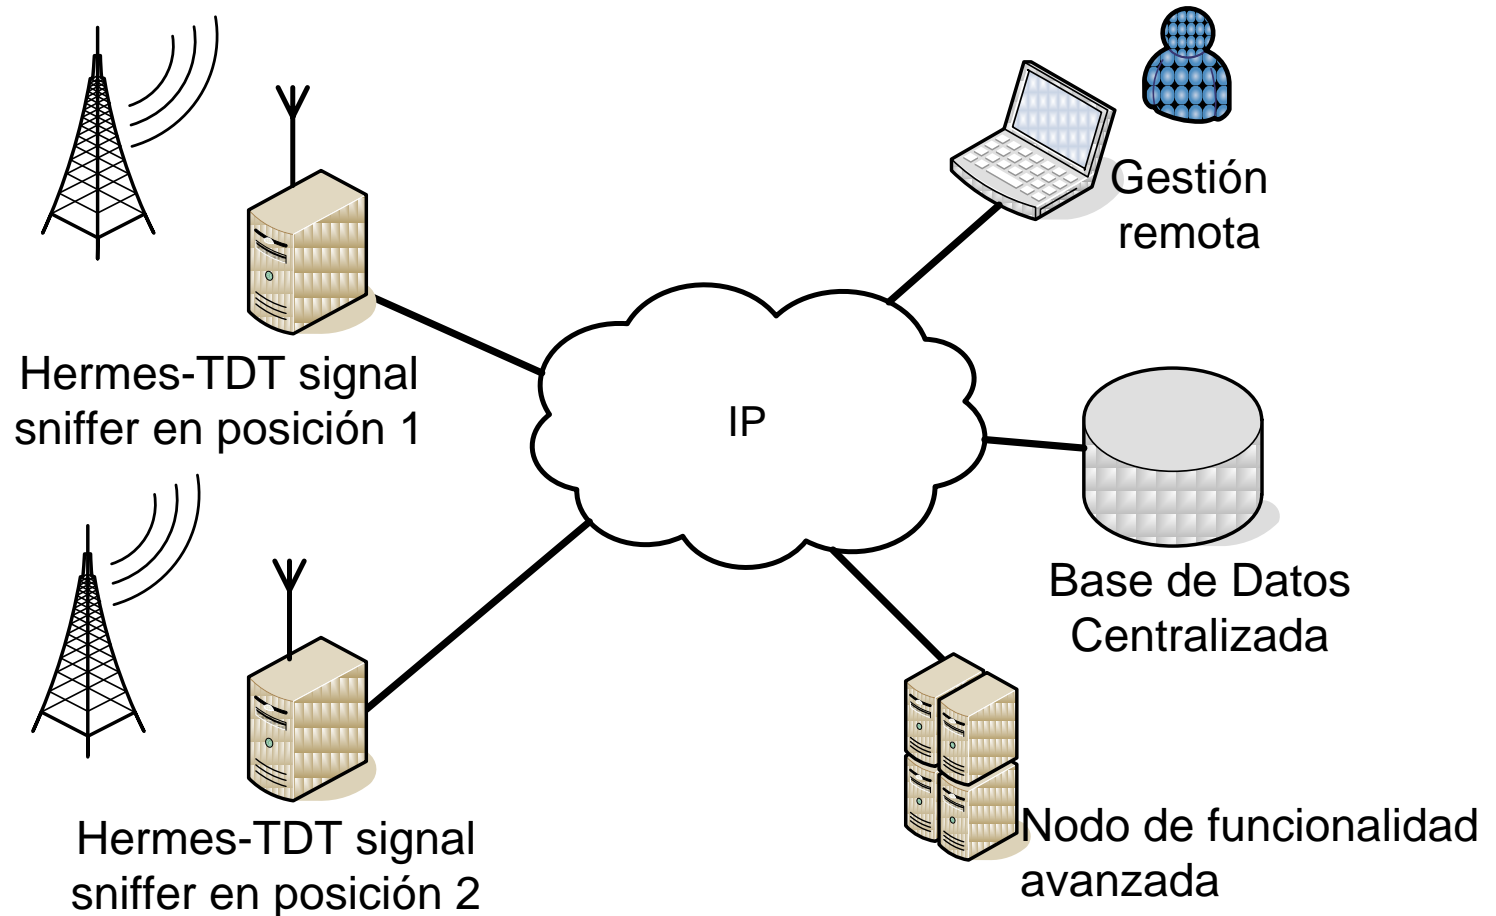 Gestión
remota
Hermes-TDT signal
sniffer en posición 1
IP
Base de Datos
Centralizada
Nodo de funcionalidad
avanzada
Hermes-TDT signal
sniffer en posición 2